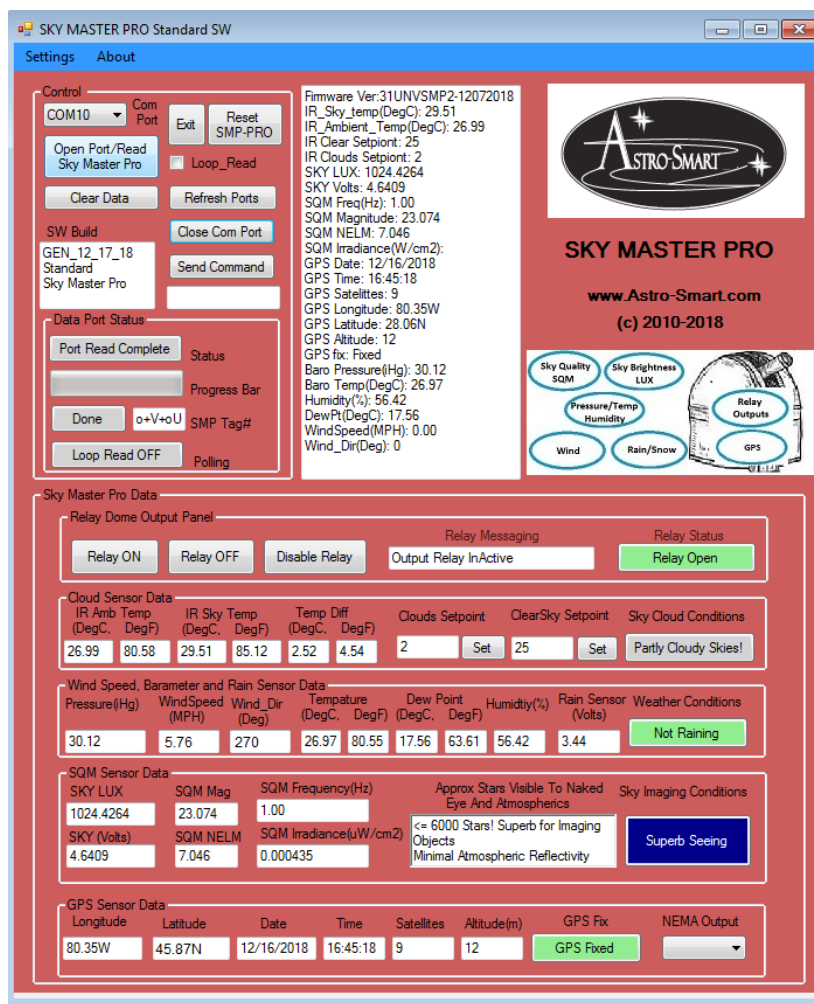 SKY MASTER PRO Standard SW
Settings About
Control
COM10
Com
Port
Exit
Reset
SMP-PRO
Open Port/Read
Sky Master Pro
Loop_Read
Clear Data
Refresh Ports
SW Build
Close Com Port
GEN_12_17_18
Standard
Sky Master Pro
Send Command
Data Port Status
Port Read Complete
Status
Progress Bar
Done
o+V+oU
SMP Tag#
Loop Read OFF
Polling
Firmware Ver:31UNVSMP2-12072018
IR_Sky_temp(DegC): 29.51
IR_Ambient_Temp(DegC): 26.99
IR Clear Setpiont: 25
IR Clouds Setpiont: 2
SKY LUX: 1024.4264
SKY Volts: 4.6409
SQM Freq(Hz): 1.00
SQM Magnitude: 23.074
SQM NELM: 7.046
SQM Irradiance(W/cm2):
GPS Date: 12/16/2018
GPS Time: 16:45:18
GPS Satelittes: 9
GPS Longitude: 80.35W
GPS Latitude: 28.06N
GPS Altitude: 12
GPS fix: Fixed
Baro Pressure(iHg): 30.12
Baro Temp(DegC): 26.97
Humidity(%): 56.42
DewPt(DegC): 17.56
WindSpeed(MPH): 0.00
Wind_Dir(Deg): 0
ASTRO-SMART
SKY MASTER PRO
www.Astro-Smart.com
(c) 2010-2018
Sky Quality
SQM
Sky Brightness
LUX
Pressure/Temp
Humidity
Relay
Outputs
Wind
Rain/Snow
GPS
Sky Master Pro Data
Relay Dome Output Panel
Relay Messaging
Relay Status
Relay ON
Relay OFF
Disable Relay
Output Relay InActive
Relay Open
Cloud Sensor Data
IR Amb Temp
(DegC, DegF)
IR Sky Temp
(DegC, DegF)
Temp Diff
(DegC, DegF)
Clouds Setpoint
ClearSky Setpoint
Sky Cloud Conditions
26.99 80.58 29.51 85.12 2.52 4.54 2 Set 25 Set Partly Cloudy Skies!
Wind Speed, Barameter and Rain Sensor Data
Pressure(iHg)
WindSpeed
(MPH)
Wind_Dir
(Deg)
Tempature
(DegC, DegF)
Dew Point
(DegC, DegF)
Humidtiy(%)
Rain Sensor
(Volts)
Weather Conditions
30.12 5.76 270 26.97 80.55 17.56 63.61 56.42 3.44 Not Raining
SQM Sensor Data
SKY LUX
SQM Mag
SQM Frequency(Hz)
Approx Stars Visible To Naked
Eye And Atmospherics
Sky Imaging Conditions
1024.4264 23.074 1.00
SKY (Volts)
SQM NELM
SQM Imadiance(uW/cm2)
4.6409 7.046 0.000435
<= 6000 Stars! Superb for Imaging
Objects
Minimal Atmospheric Reflectivity
Superb Seeing
GPS Sensor Data
Longitude Latitude Date Time Satellites Altitude(m) GPS Fix NEMA Output
80.35W 45.87N 12/16/2018 16:45:18 9 12 GPS Fixed